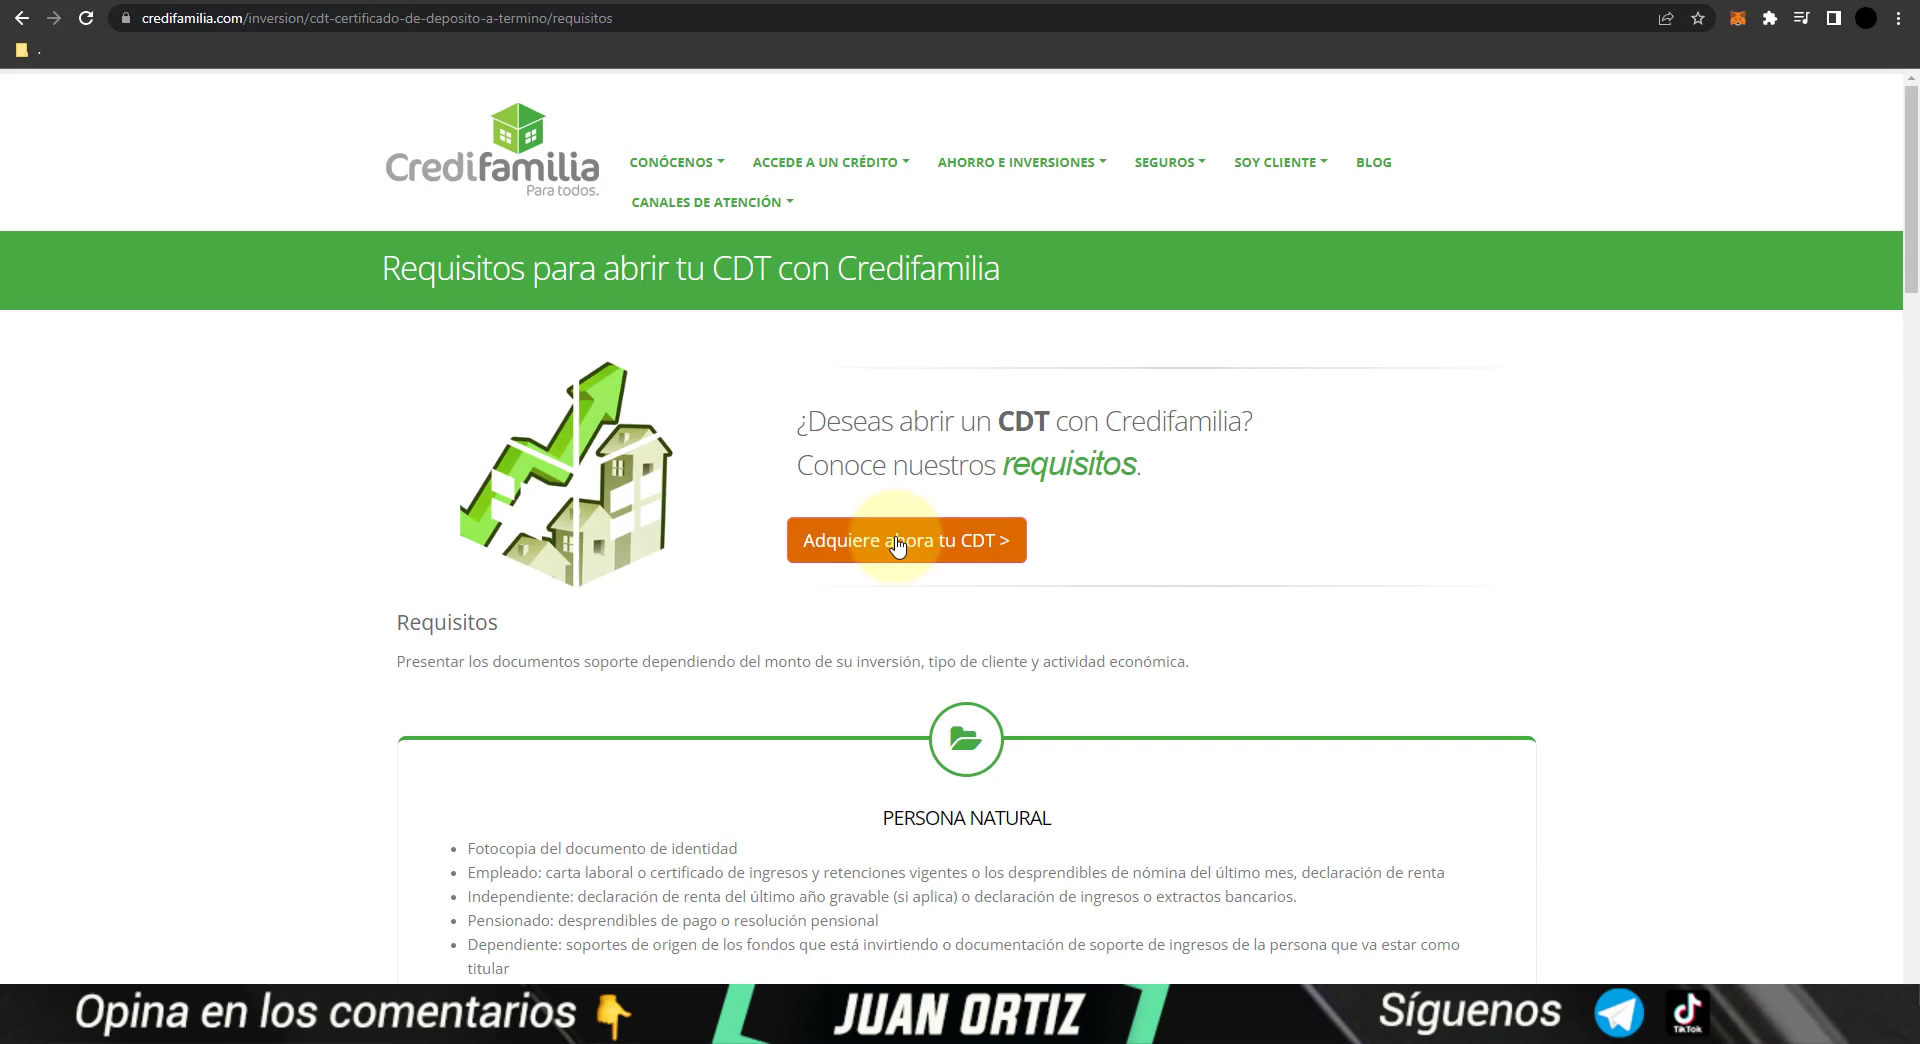 credifamilia.com/inversion/cdt-certificado-de-deposito-a-termino/requisitos
.
Credifamilia
Para todos.
CONÓCENOS ACCEDE A UN CRÉDITO AHORRO E INVERSIONES SEGUROS SOY CLIENTE BLOG
CANALES DE ATENCIÓN
Requisitos para abrir tu CDT con Credifamilia
¿Deseas abrir un CDT con Credifamilia?
Conoce nuestros requisitos.
Adquiere ahora tu CDT >
Requisitos
Presentar los documentos soporte dependiendo del monto de su inversión, tipo de cliente y actividad económica.
PERSONA NATURAL
• Fotocopia del documento de identidad
• Empleado: carta laboral o certificado de ingresos y retenciones vigentes o los desprendibles de nómina del último mes, declaración de renta
• Independiente: declaración de renta del último año gravable (si aplica) o declaración de ingresos o extractos bancarios.
• Pensionado: desprendibles de pago o resolución pensional
• Dependiente: soportes de origen de los fondos que está invirtiendo o documentación de soporte de ingresos de la persona que va estar como
titular
Opina en los comentarios JUAN ORTIZ Síguenos
TikTok